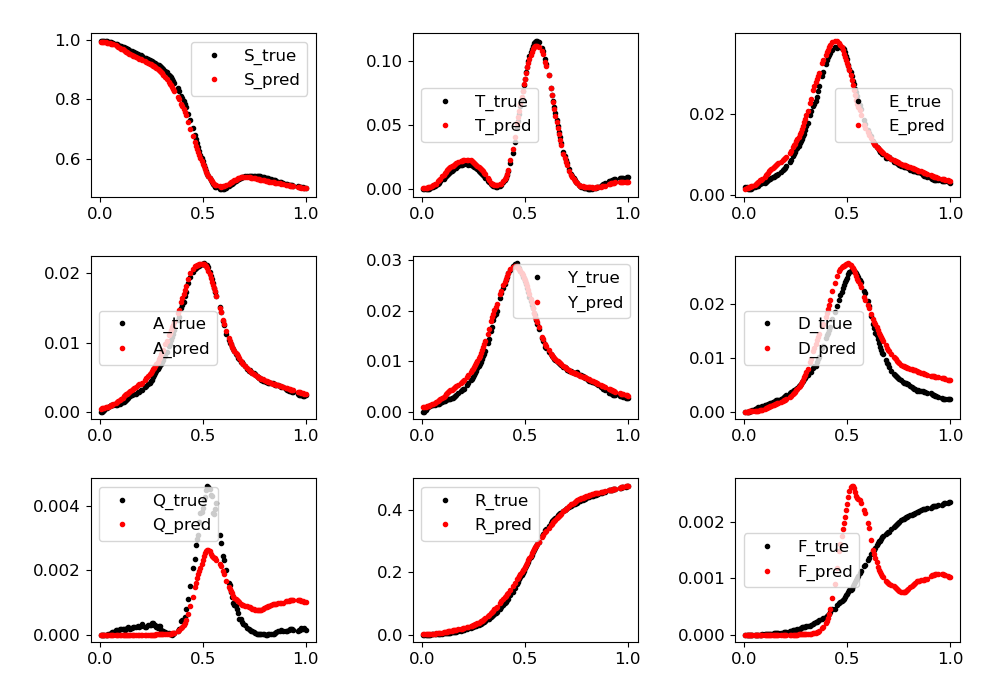 1.0
0.8
0.6
0.0 0.5 1.0
S_true
S_pred
0.10
0.05
0.00
0.0 0.5 1.0
T_true
T_pred
0.02
0.00
0.0 0.5 1.0
E_true
E_pred
0.02
0.01
0.00
0.0 0.5 1.0
A_true
A_pred
0.03
0.02
0.01
0.00
0.0 0.5 1.0
Y_true
Y_pred
0.02
0.01
0.00
0.0 0.5 1.0
D_true
D_pred
0.004
0.002
0.000
0.0 0.5 1.0
Q_true
Q_pred
0.4
0.2
0.0
0.0 0.5 1.0
R_true
R_pred
0.002
0.001
0.000
0.0 0.5 1.0
F_true
F_pred